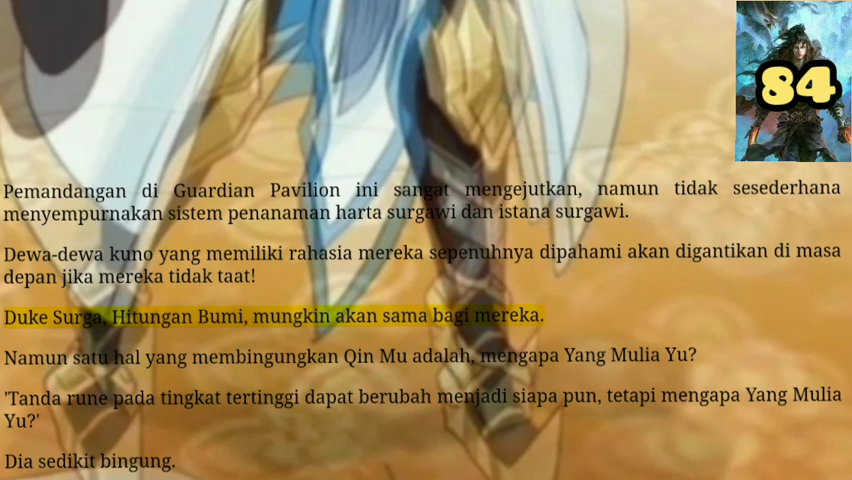 84
Pemandangan di Guardian Pavilion ini sangat mengejutkan, namun tidak sesederhana
menyempurnakan sistem penanaman harta surgawi dan istana surgawi.
Dewa-dewa kuno yang memiliki rahasia mereka sepenuhnya dipahami akan digantikan di masa
depan jika mereka tidak taat!
Duke Surga, Hitungan Bumi, mungkin akan sama bagi mereka.
Namun satu hal yang membingungkan Qin Mu adalah, mengapa Yang Mulia Yu?
'Tanda rune pada tingkat tertinggi dapat berubah menjadi siapa pun, tetapi mengapa Yang Mulia
Yu?'
Dia sedikit bingung.